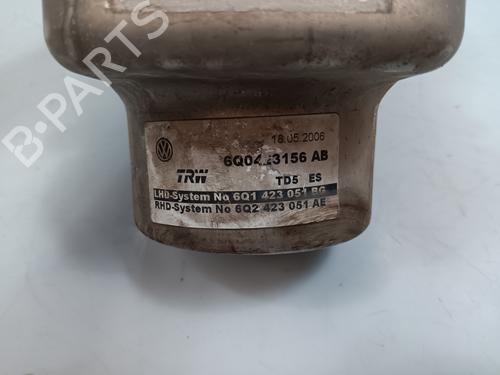 18.05.2006
6Q0423156 AB
TRW
TD5 ES
LHD-System No 6Q1 423 051 BG
RHD-System No 6Q2 423 051 AE
B-PARTS